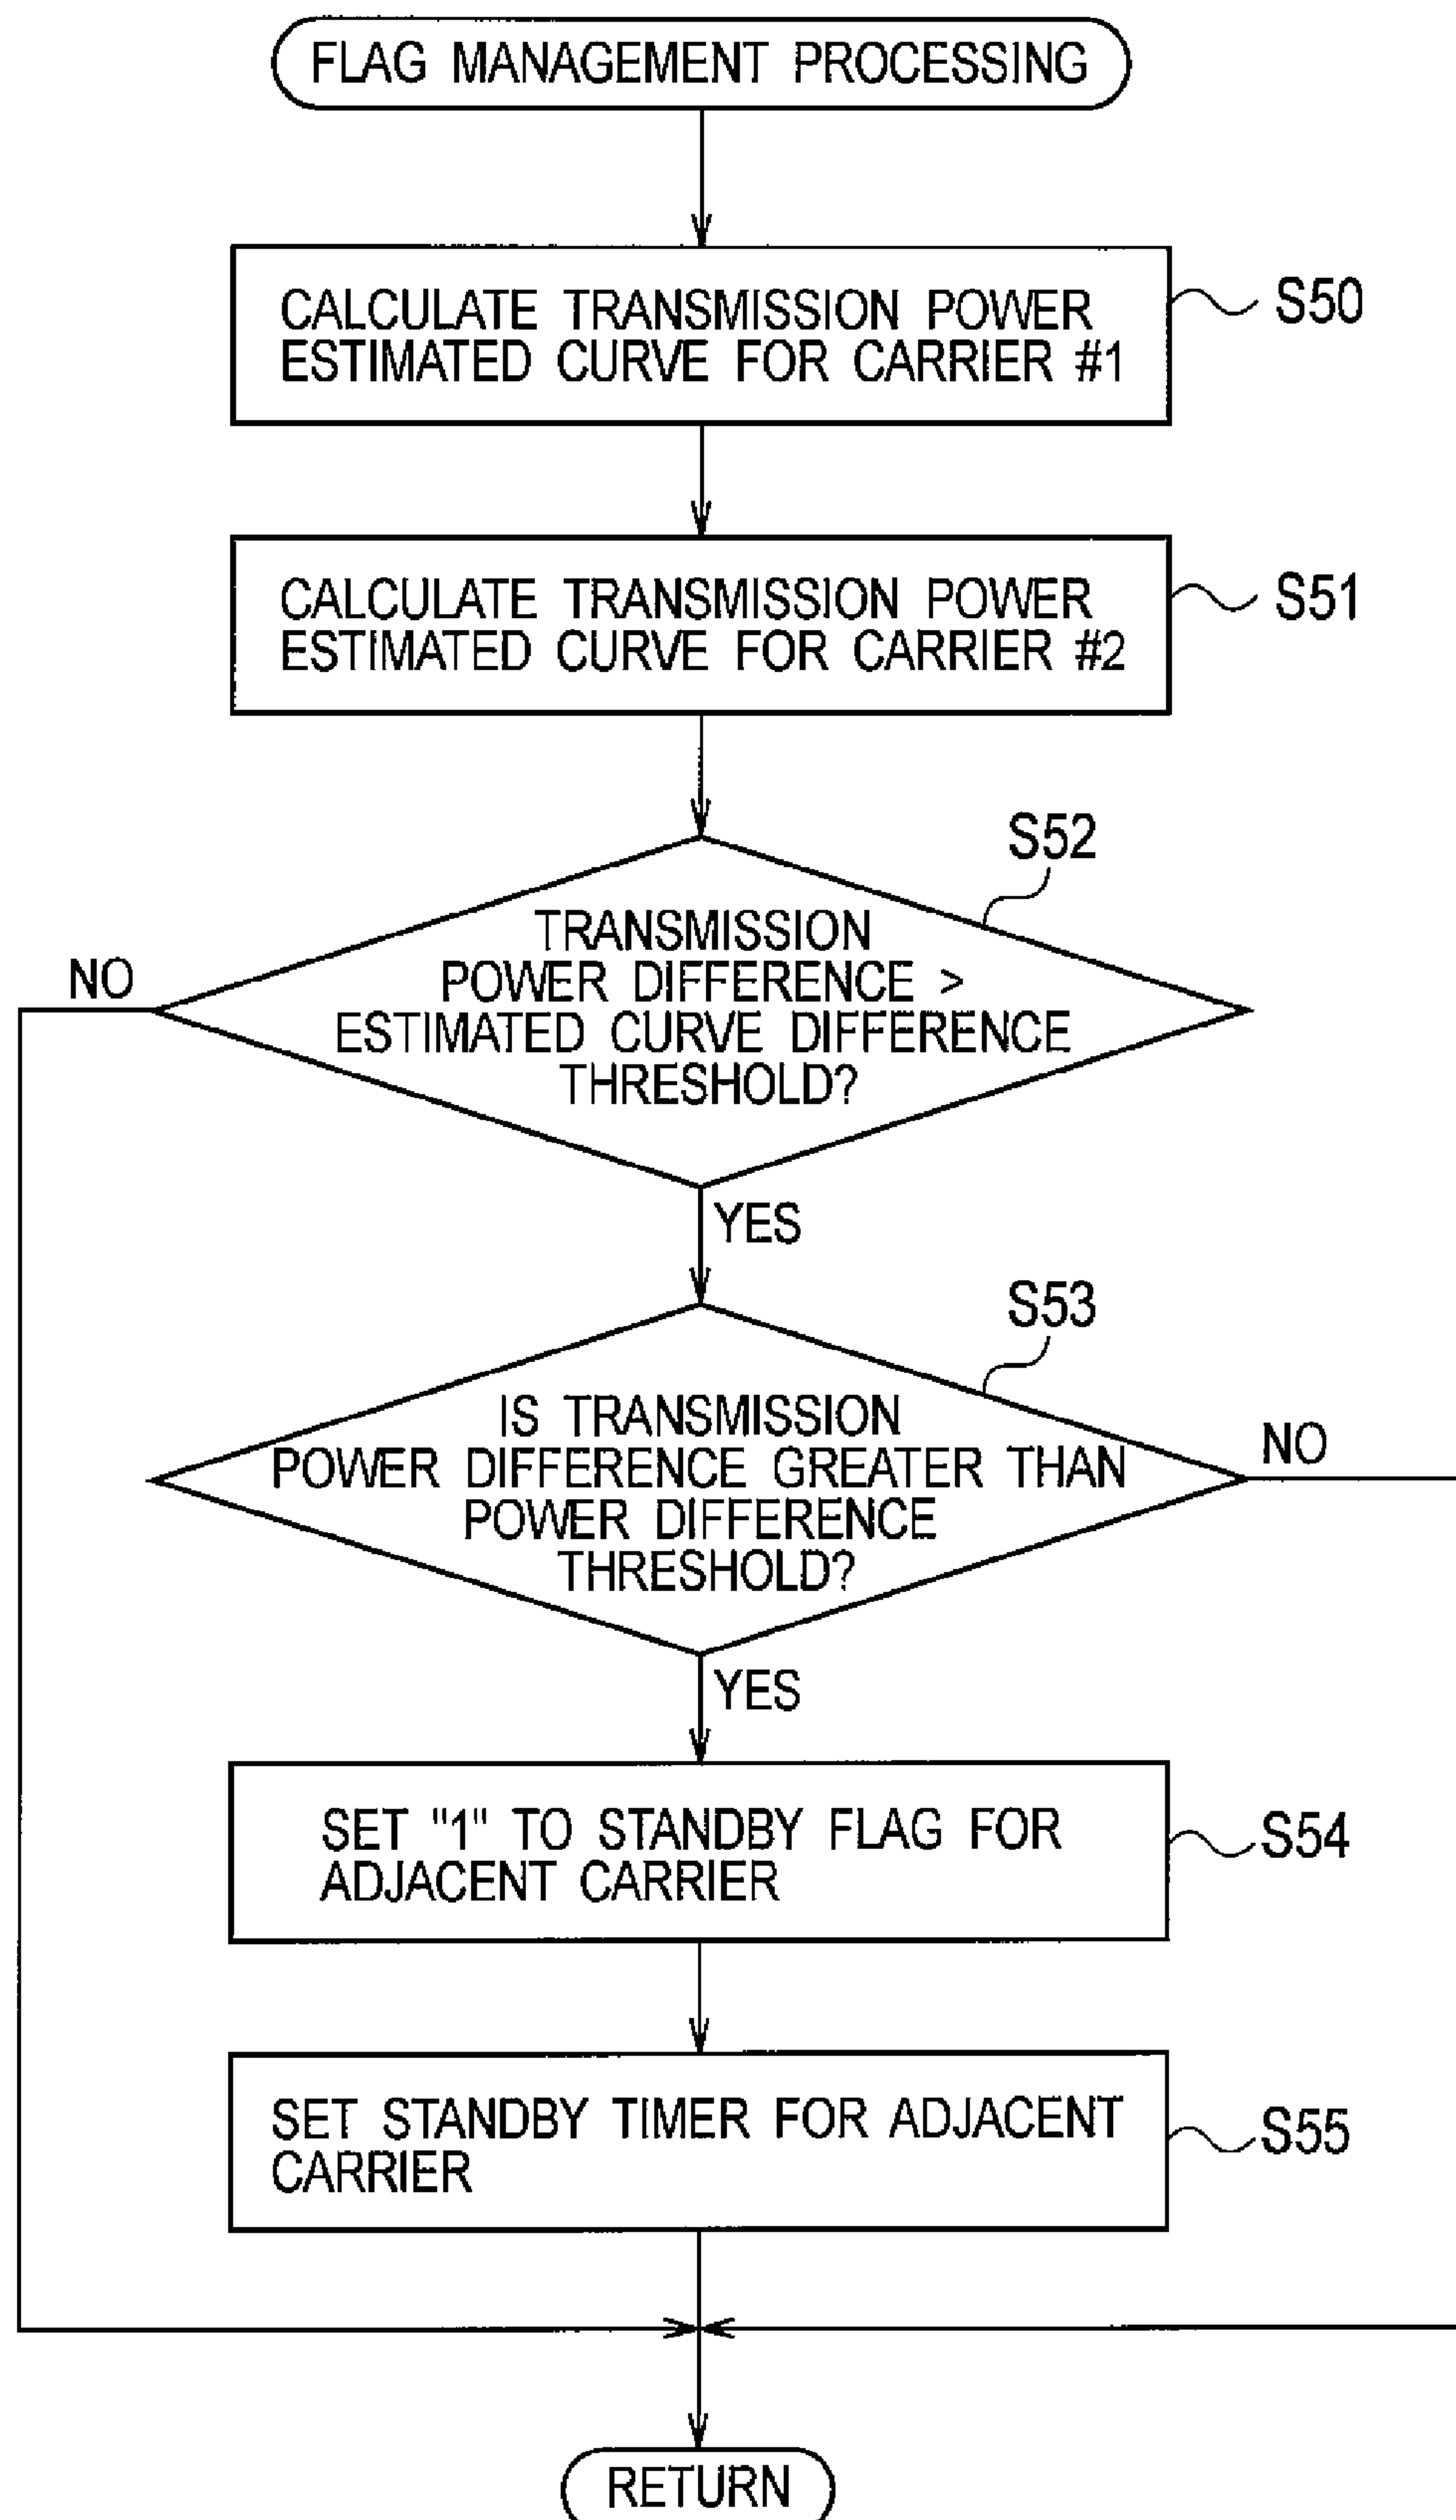 FLAG MANAGEMENT PROCESSING
CALCULATE TRANSMISSION POWER
ESTIMATED CURVE FOR CARRIER #1
S50
CALCULATE TRANSMISSION POWER
ESTIMATED CURVE FOR CARRIER #2
S51
S52
TRANSMISSION
POWER DIFFERENCE >
ESTIMATED CURVE DIFFERENCE
THRESHOLD?
NO
YES
S53
IS TRANSMISSION
POWER DIFFERENCE GREATER THAN
POWER DIFFERENCE
THRESHOLD?
NO
YES
SET "1" TO STANDBY FLAG FOR
ADJACENT CARRIER
S54
SET STANDBY TIMER FOR ADJACENT
CARRIER
S55
RETURN